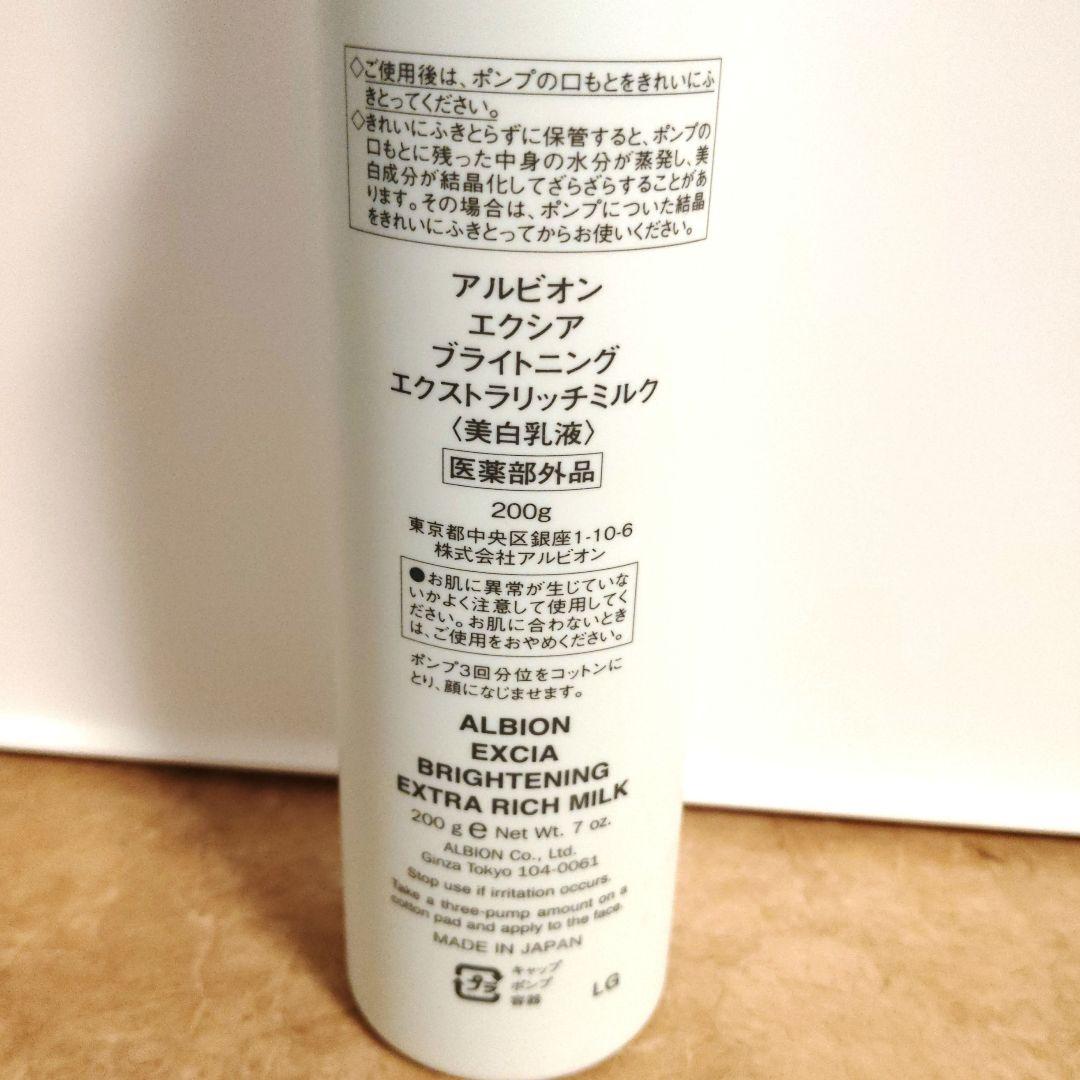 ◇ご使用後は、ポンプの口もとをきれいにふ
きとってください。
◇きれいにふきとらずに保管すると、ポンプの
口もとに残った中身の水分が蒸発し、美
白成分が結晶化してざらざらすることがあ
ります。その場合は、ポンプについた結晶
をきれいにふきとってからお使いください。
アルビオン
エクシア
ブライトニング
エクストラリッチミルク
〈美白乳液〉
医薬部外品
200g
東京都中央区銀座1-10-6
株式会社アルビオン
●お肌に異常が生じていな
いかよく注意して使用してく
ださい。お肌に合わないとき
は、ご使用をおやめください。
ポンプ3回分位をコットンに
とり、顔になじませます。
ALBION
EXCIA
BRIGHTENING
EXTRA RICH MILK
200 g e Net Wt. 7 oz.
ALBION Co., Ltd.
Ginza Tokyo 104-0061
Stop use if irritation occurs.
Take a three-pump amount on a
cotton pad and apply to the face.
MADE IN JAPAN
プラ
キャップ
ポンプ
容器
LG